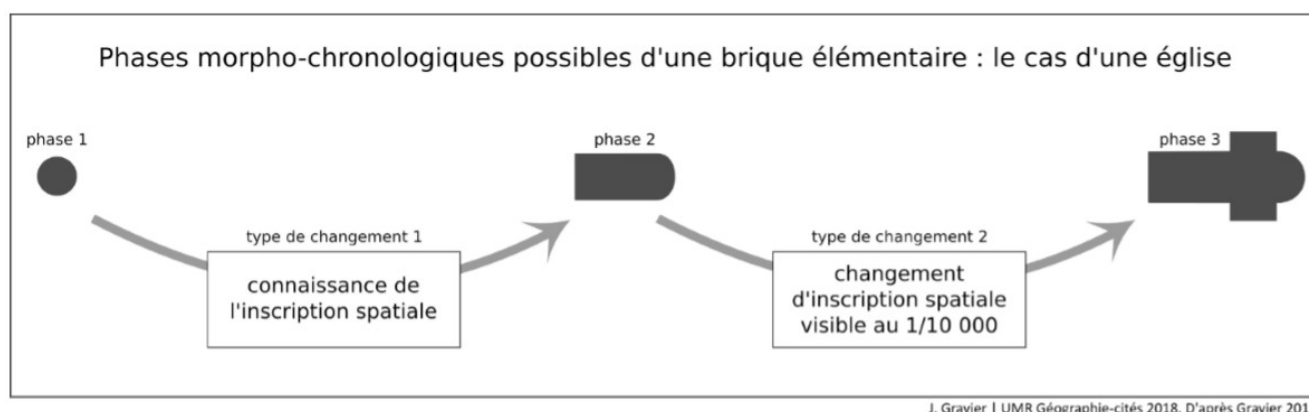 Phases morpho-chronologiques possibles d'une brique élémentaire : le cas d'une église
phase 1
phase 2
phase 3
type de changement 1
connaissance de
l'inscription spatiale
type de changement 2
changement
d'inscription spatiale
visible au 1/10 000
J. Gravier | UMR Géographie-cités 2018. D'après Gravier